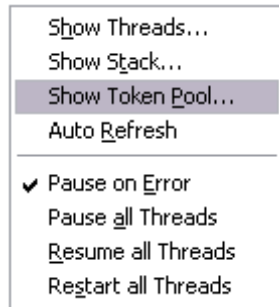 Show Threads...
Show Stack...
Show Token Pool...
Auto Refresh
Pause on Error
Pause all Threads
Resume all Threads
Restart all Threads